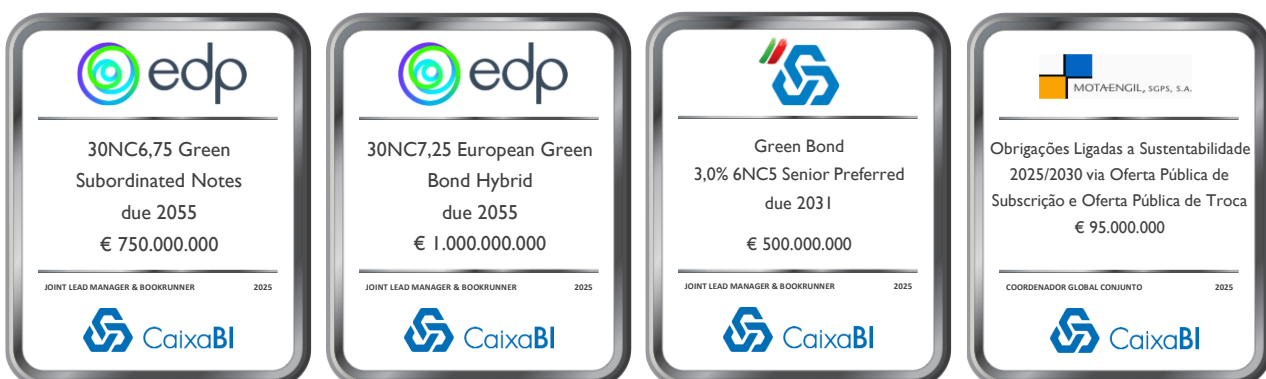 edp
30NC6,75 Green
Subordinated Notes
due 2055
€ 750.000.000
JOINT LEAD MANAGER & BOOKRUNNER 2025
CaixaBI
edp
30NC7,25 European Green
Bond Hybrid
due 2055
€ 1.000.000.000
JOINT LEAD MANAGER & BOOKRUNNER 2025
CaixaBI
Green Bond
3,0% 6NC5 Senior Preferred
due 2031
€ 500.000.000
JOINT LEAD MANAGER & BOOKRUNNER 2025
CaixaBI
MOTA-ENGIL, SGPS, S.A.
Obrigações Ligadas a Sustentabilidade
2025/2030 via Oferta Pública de
Subscrição e Oferta Pública de Troca
€ 95.000.000
COORDENADOR GLOBAL CONJUNTO 2025
CaixaBI